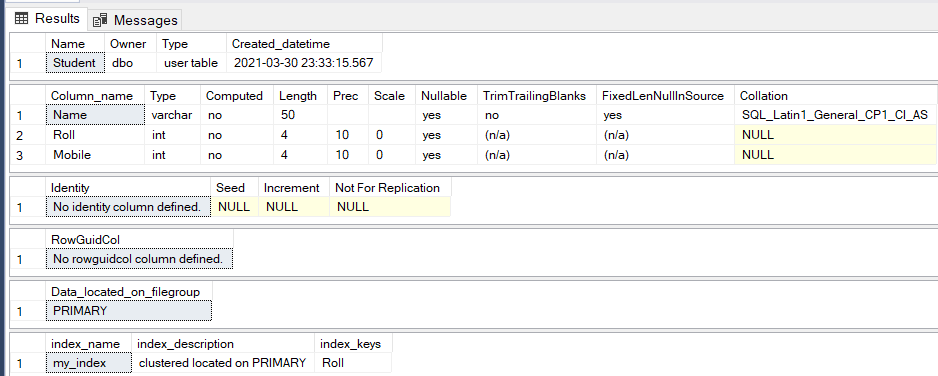 Results Messages
Name Owner Type Created_datetime
1 Student dbo user table 2021-03-30 23:33:15.567
Column_name Type Computed Length Prec Scale Nullable TrimTrailingBlanks FixedLenNullInSource Collation
1 Name varchar no 50 yes no yes SQL_Latin1_General_CP1_CI_AS
2 Roll int no 4 10 0 yes (n/a) (n/a) NULL
3 Mobile int no 4 10 0 yes (n/a) (n/a) NULL
Identity Seed Increment Not For Replication
1 No identity column defined. NULL NULL NULL
RowGuidCol
1 No rowguidcol column defined.
Data_located_on_filegroup
1 PRIMARY
index_name index_description index_keys
1 my_index clustered located on PRIMARY Roll